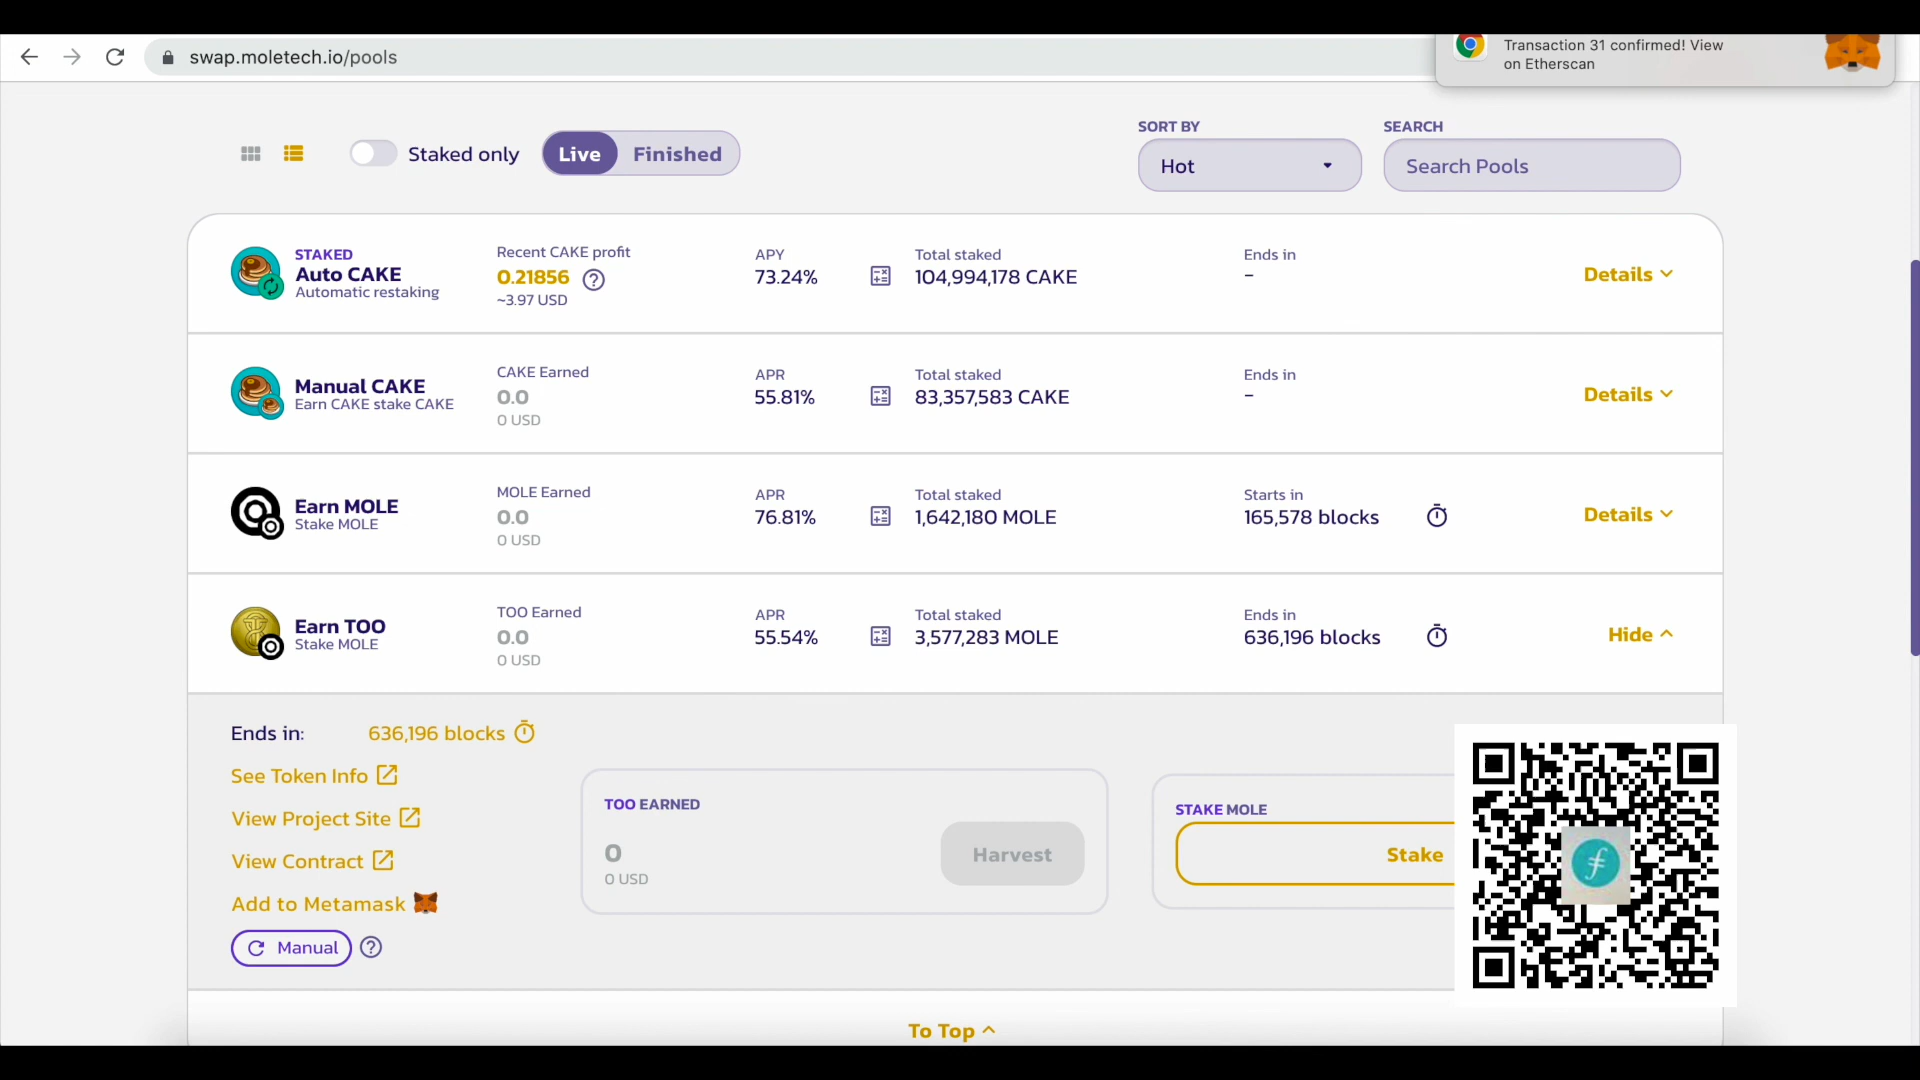 swap.moletech.io/pools
Transaction 31 confirmed! View
on Etherscan
Staked only
Live
Finished
SORT BY
Hot
SEARCH
Search Pools
STAKED
Auto CAKE
Automatic restaking
Recent CAKE profit
0.21856
~3.97 USD
APY
73.24%
Total staked
104,994,178 CAKE
Ends in
-
Details
Manual CAKE
Earn CAKE stake CAKE
CAKE Earned
0.0
0 USD
APR
55.81%
Total staked
83,357,583 CAKE
Ends in
-
Details
Earn MOLE
Stake MOLE
MOLE Earned
0.0
0 USD
APR
76.81%
Total staked
1,642,180 MOLE
Starts in
165,578 blocks
Details
Earn TOO
Stake MOLE
TOO Earned
0.0
0 USD
APR
55.54%
Total staked
3,577,283 MOLE
Ends in
636,196 blocks
Hide
Ends in:
636,196 blocks
See Token Info
View Project Site
View Contract
Add to Metamask
Manual
TOO EARNED
0
0 USD
Harvest
STAKE MOLE
Stake
To Top